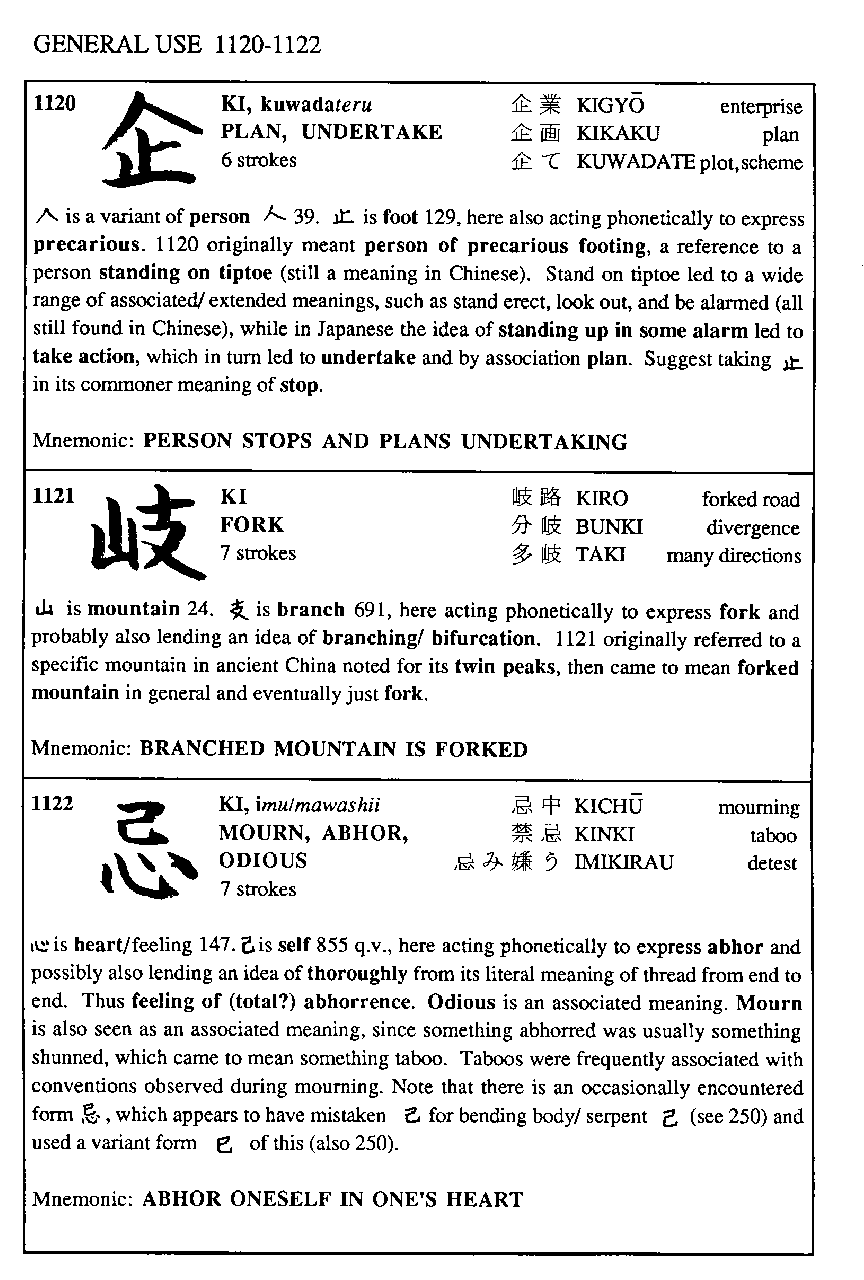 GENERAL USE 1120-1122
1120 企 KI, kuwadateru 企業 KIGYŌ enterprise
PLAN, UNDERTAKE 企画 KIKAKU plan
6 strokes 企て KUWADATE plot, scheme
𠆢 is a variant of person 人 39. 止 is foot 129, here also acting phonetically to express
precarious. 1120 originally meant person of precarious footing, a reference to a
person standing on tiptoe (still a meaning in Chinese). Stand on tiptoe led to a wide
range of associated/ extended meanings, such as stand erect, look out, and be alarmed (all
still found in Chinese), while in Japanese the idea of standing up in some alarm led to
take action, which in turn led to undertake and by association plan. Suggest taking 止
in its commoner meaning of stop.
Mnemonic: PERSON STOPS AND PLANS UNDERTAKING
1121 岐 KI 岐路 KIRO forked road
FORK 分岐 BUNKI divergence
7 strokes 多岐 TAKI many directions
山 is mountain 24. 支 is branch 691, here acting phonetically to express fork and
probably also lending an idea of branching/ bifurcation. 1121 originally referred to a
specific mountain in ancient China noted for its twin peaks, then came to mean forked
mountain in general and eventually just fork.
Mnemonic: BRANCHED MOUNTAIN IS FORKED
1122 忌 KI, imu/mawashii 忌中 KICHŪ mourning
MOURN, ABHOR, 禁忌 KINKI taboo
ODIOUS 忌み嫌う IMIKIRAU detest
7 strokes
心 is heart/feeling 147. 己 is self 855 q.v., here acting phonetically to express abhor and
possibly also lending an idea of thoroughly from its literal meaning of thread from end to
end. Thus feeling of (total?) abhorrence. Odious is an associated meaning. Mourn
is also seen as an associated meaning, since something abhorred was usually something
shunned, which came to mean something taboo. Taboos were frequently associated with
conventions observed during mourning. Note that there is an occasionally encountered
form , which appears to have mistaken 己 for bending body/ serpent 己 (see 250) and
used a variant form 巳 of this (also 250).
Mnemonic: ABHOR ONESELF IN ONE'S HEART